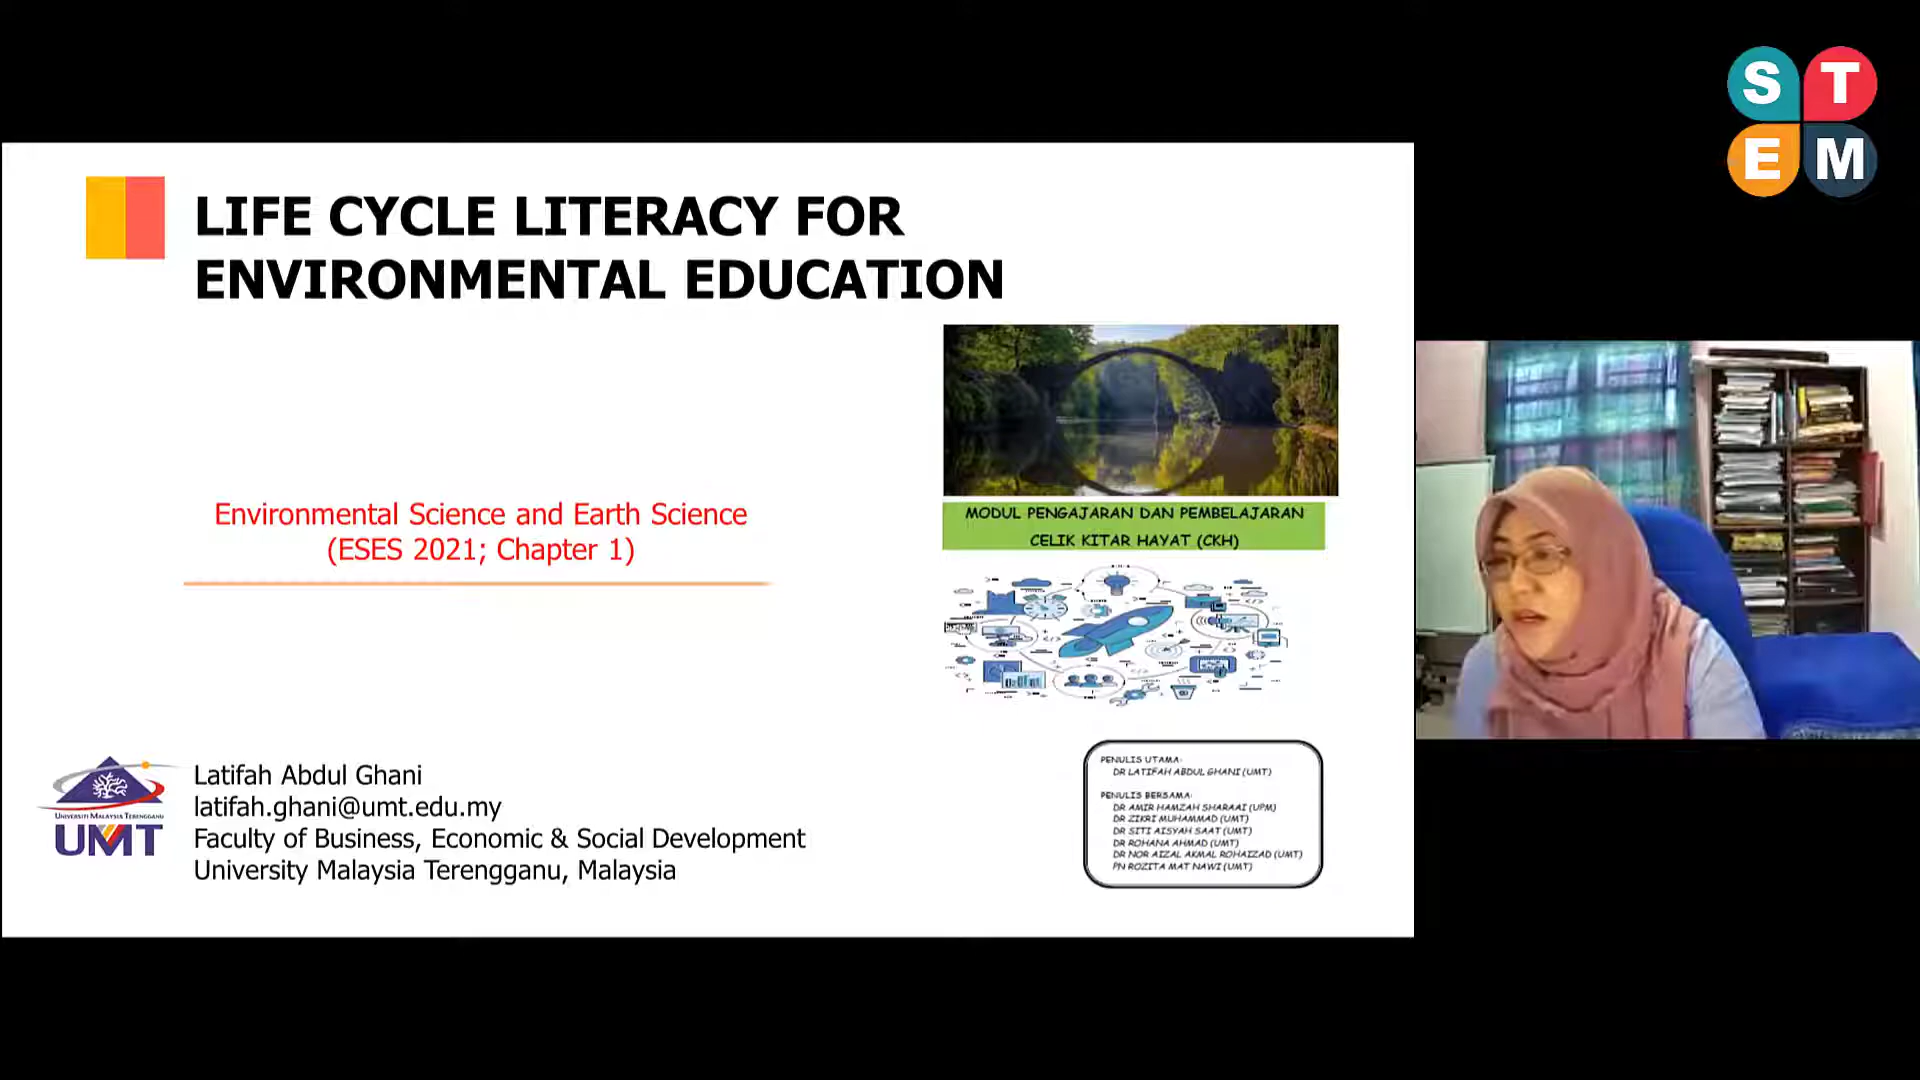 LIFE CYCLE LITERACY FOR
ENVIRONMENTAL EDUCATION
Environmental Science and Earth Science
(ESES 2021; Chapter 1)
MODUL PENGAJARAN DAN PEMBELAJARAN
CELIK KITAR HAYAT (CKH)
PENULIS UTAMA:
DR LATIFAH ABDUL GHANI (UMT)
PENULIS BERSAMA:
DR AMIR HAMZAH SHARAAI (UPM)
DR ZIKRI MUHAMMAD (UMT)
DR SITI AISYAH SAAT (UMT)
DR ROHANA AHMAD (UMT)
DR NOR AIZAL AKMAL ROHAIZAD (UMT)
PN ROZITA MAT NAWI (UMT)
UNIVERSITI MALAYSIA TERENGGANU
UMT
Latifah Abdul Ghani
latifah.ghani@umt.edu.my
Faculty of Business, Economic & Social Development
University Malaysia Terengganu, Malaysia
S T
E M